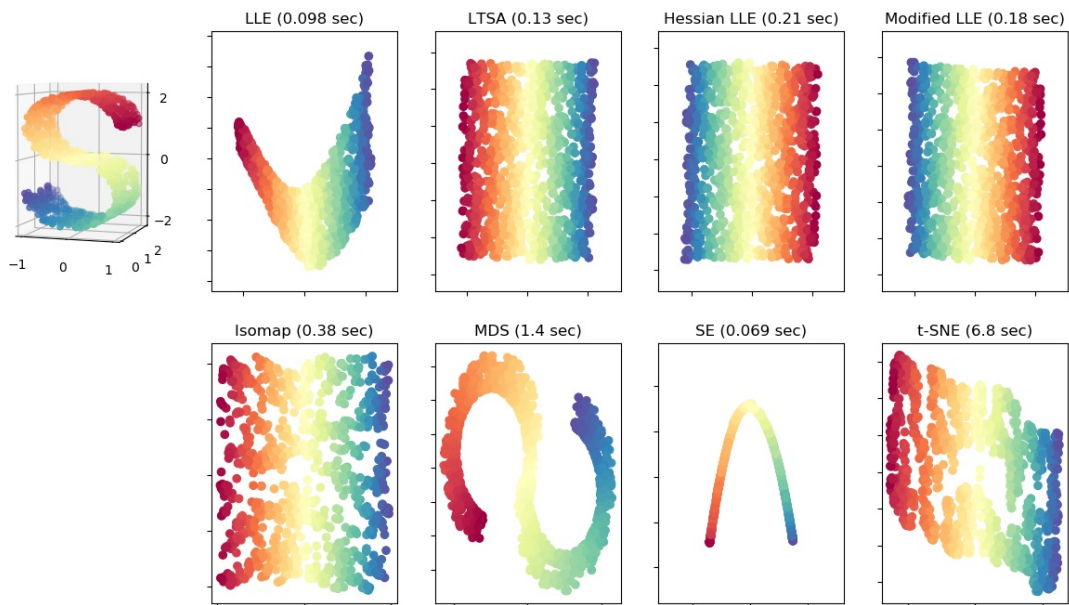 LLE (0.098 sec)
LTSA (0.13 sec)
Hessian LLE (0.21 sec)
Modified LLE (0.18 sec)
2
0
−2
−1 0 1 0 1 2
Isomap (0.38 sec)
MDS (1.4 sec)
SE (0.069 sec)
t-SNE (6.8 sec)